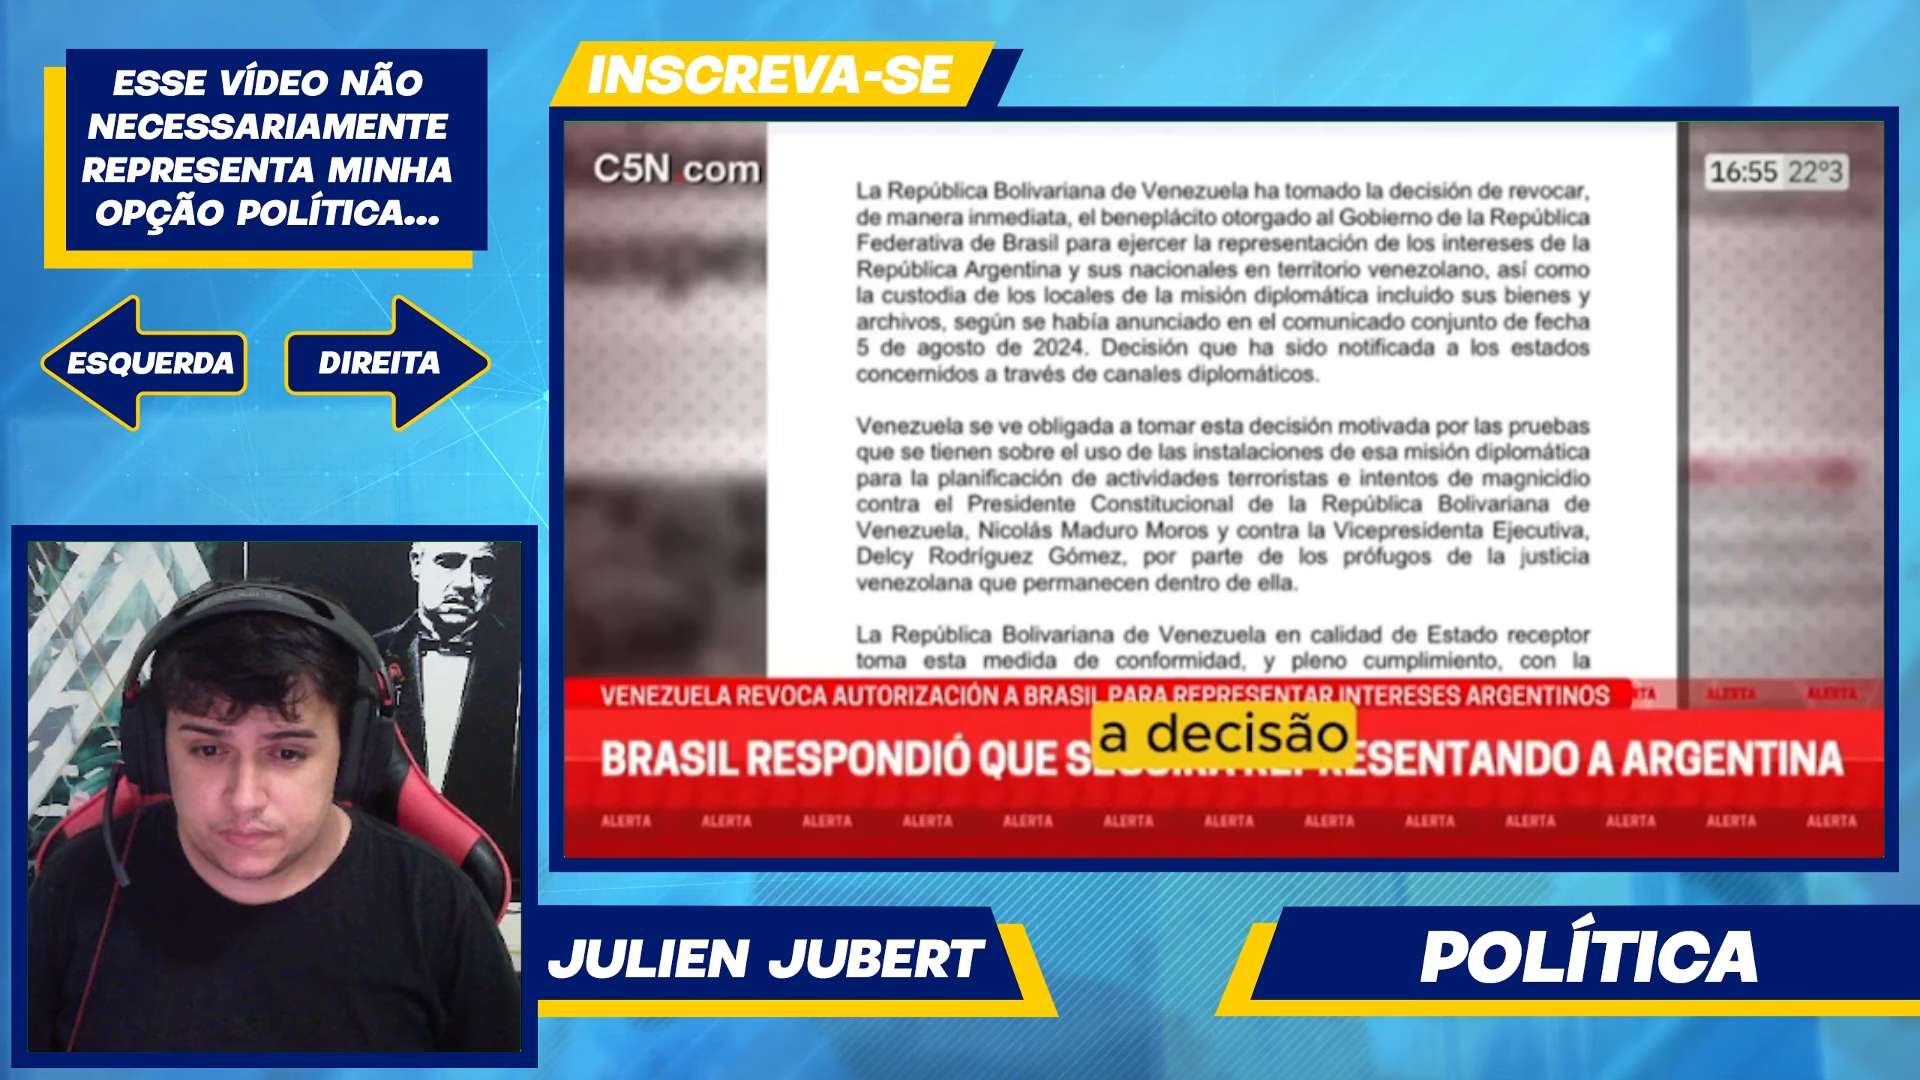 ESSE VÍDEO NÃO
NECESSARIAMENTE
REPRESENTA MINHA
OPÇÃO POLÍTICA...
ESQUERDA
DIREITA
INSCREVA-SE
C5N.com
16:55 22°3
La República Bolivariana de Venezuela ha tomado la decisión de revocar,
de manera inmediata, el beneplácito otorgado al Gobierno de la República
Federativa de Brasil para ejercer la representación de los intereses de la
República Argentina y sus nacionales en territorio venezolano, así como
la custodia de los locales de la misión diplomática incluido sus bienes y
archivos, según se había anunciado en el comunicado conjunto de fecha
5 de agosto de 2024. Decisión que ha sido notificada a los estados
concernidos a través de canales diplomáticos.
Venezuela se ve obligada a tomar esta decisión motivada por las pruebas
que se tienen sobre el uso de las instalaciones de esa misión diplomática
para la planificación de actividades terroristas e intentos de magnicidio
contra el Presidente Constitucional de la República Bolivariana de
Venezuela, Nicolás Maduro Moros y contra la Vicepresidenta Ejecutiva,
Delcy Rodríguez Gómez, por parte de los prófugos de la justicia
venezolana que permanecen dentro de ella.
La República Bolivariana de Venezuela en calidad de Estado receptor
toma esta medida de conformidad, y pleno cumplimiento, con la
VENEZUELA REVOCA AUTORIZACIÓN A BRASIL PARA REPRESENTAR INTERESES ARGENTINOS
ALERTA ALERTA
a decisão
BRASIL RESPONDIÓ QUE A ARGENTINA
ALERTA ALERTA ALERTA ALERTA ALERTA ALERTA ALERTA ALERTA ALERTA ALERTA ALERTA ALERTA ALERTA
JULIEN JUBERT
POLÍTICA